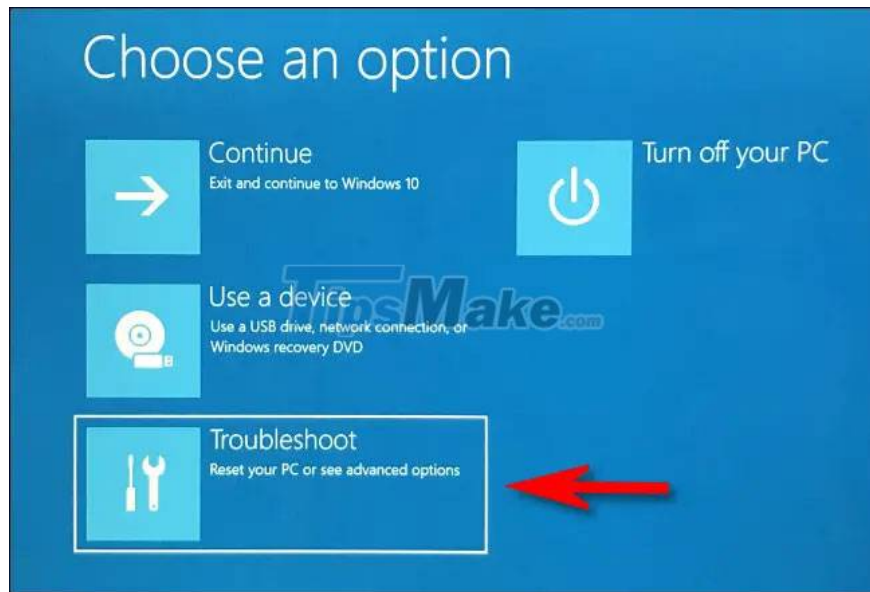 Choose an option
Continue
Exit and continue to Windows 10
Turn off your PC
Use a device
Use a USB drive, network connection, or
Windows recovery DVD
TipsMake.com
Troubleshoot
Reset your PC or see advanced options